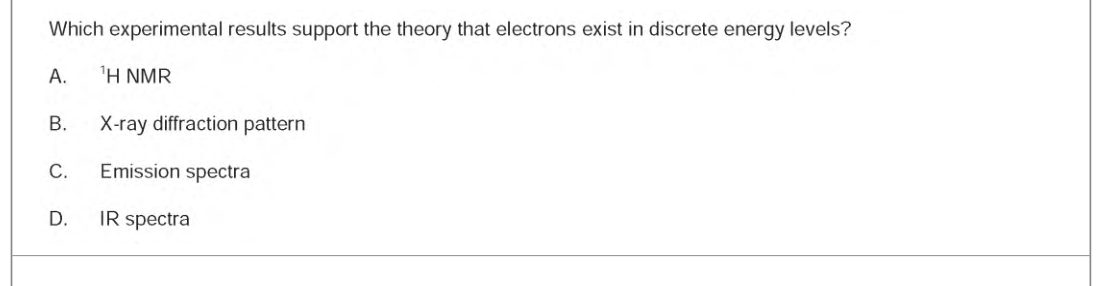 Which experimental results support the theory that electrons exist in discrete energy levels?
A. ¹H NMR
B. X-ray diffraction pattern
C. Emission spectra
D. IR spectra